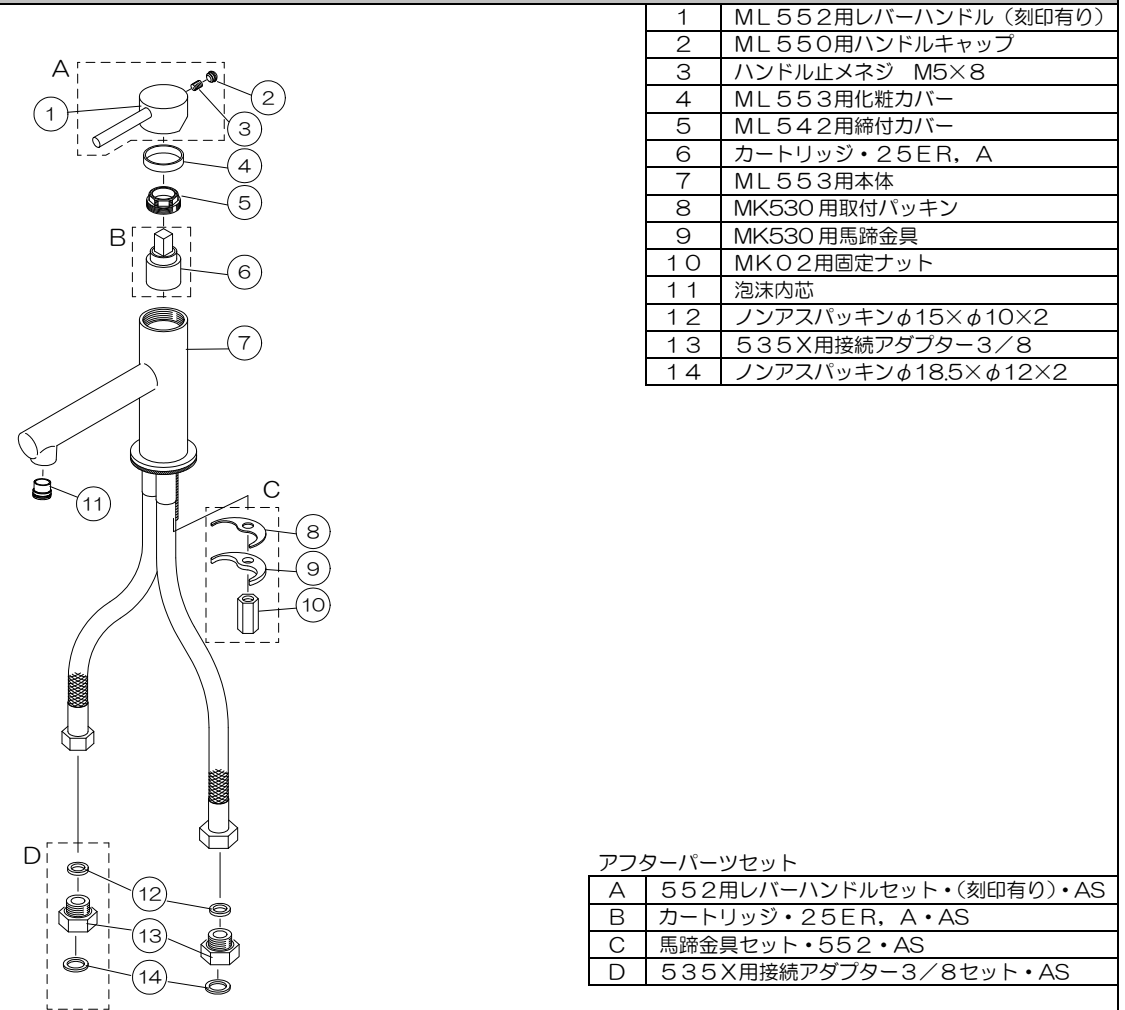 1 ML552用レバーハンドル（刻印有り）
2 ML550用ハンドルキャップ
3 ハンドル止メネジ　M5×8
4 ML553用化粧カバー
5 ML542用締付カバー
6 カートリッジ・25ER，A
7 ML553用本体
8 MK530用取付パッキン
9 MK530用馬蹄金具
10 MK02用固定ナット
11 泡沫内芯
12 ノンアスパッキンφ15×φ10×2
13 535X用接続アダプター3／8
14 ノンアスパッキンφ18.5×φ12×2
A
1
2
3
4
5
B
6
7
11
C
8
9
10
D
12
13
14
アフターパーツセット
A 552用レバーハンドルセット・（刻印有り）・AS
B カートリッジ・25ER，A・AS
C 馬蹄金具セット・552・AS
D 535X用接続アダプター3／8セット・AS